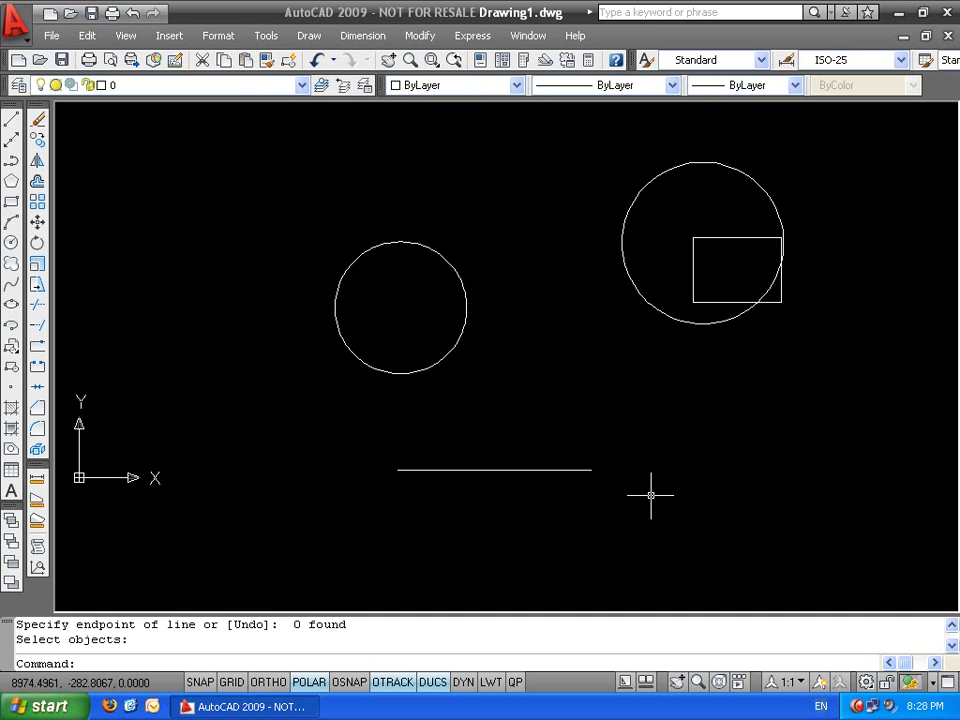 AutoCAD 2009 - NOT FOR RESALE Drawing1.dwg
Type a keyword or phrase
File Edit View Insert Format Tools Draw Dimension Modify Express Window Help
Standard ISO-25 Stan
0 ByLayer ByLayer ByLayer ByColor
A
Y
X
Specify endpoint of line or [Undo]: 0 found
Select objects:
Command:
8974.4961, -282.8067, 0.0000 SNAP GRID ORTHO POLAR OSNAP OTRACK DUCS DYN LWT QP 1:1
start AutoCAD 2009 - NOT... EN 8:28 PM